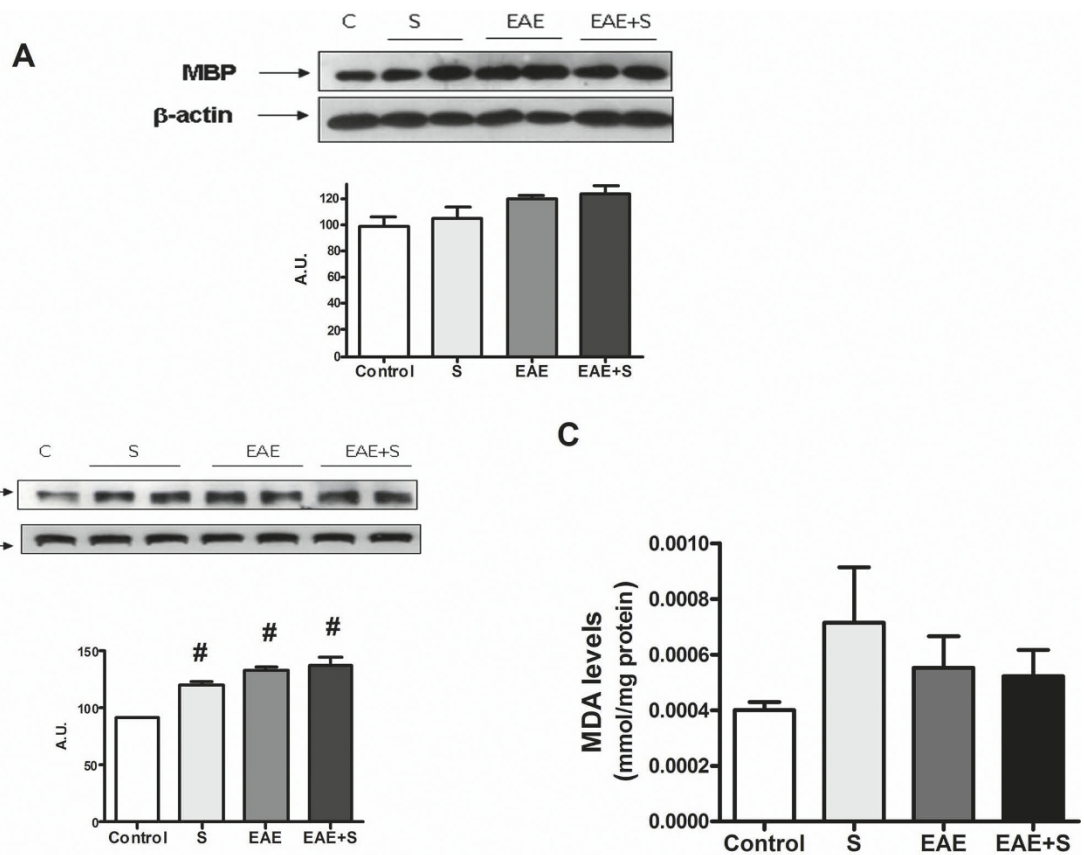 A
C S EAE EAE+S
MBP
β-actin
120
100
80
60
40
20
0
A.U.
Control S EAE EAE+S
C
C S EAE EAE+S
# # #
150
100
50
0
A.U.
Control S EAE EAE+S
0.0010
0.0008
0.0006
0.0004
0.0002
0.0000
MDA levels
(mmol/mg protein)
Control S EAE EAE+S